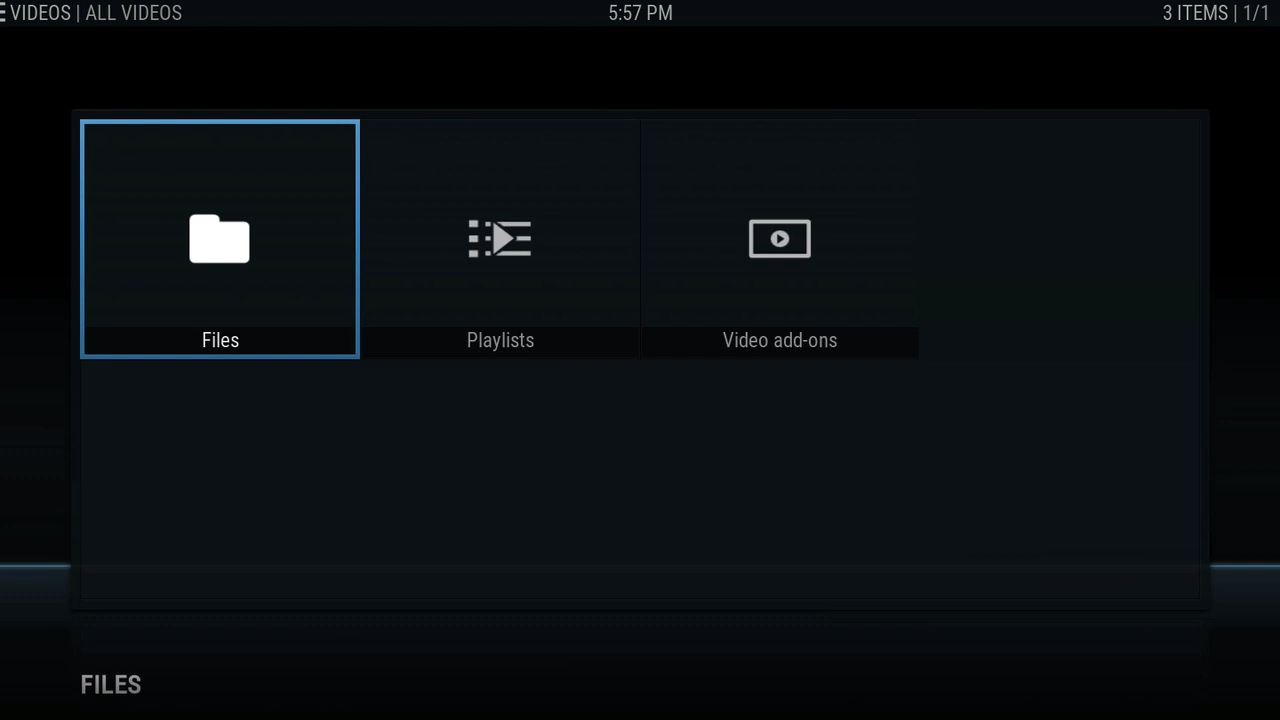 VIDEOS | ALL VIDEOS
5:57 PM
3 ITEMS | 1/1
Files
Playlists
Video add-ons
FILES